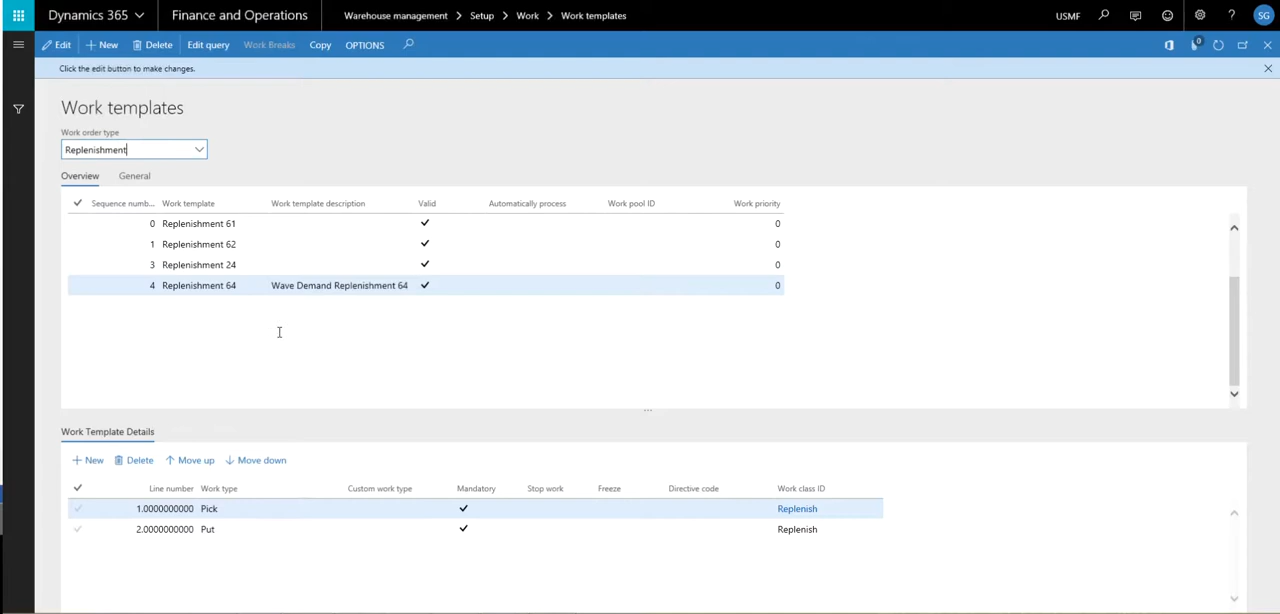 Dynamics 365 Finance and Operations Warehouse management > Setup > Work > Work templates USMF ? SG
Edit + New Delete Edit query Work Breaks Copy OPTIONS 0
Click the edit button to make changes.
Work templates
Work order type
Replenishment
Overview General
Sequence numb... Work template Work template description Valid Automatically process Work pool ID Work priority
0 Replenishment 61 0
1 Replenishment 62 0
3 Replenishment 24 0
4 Replenishment 64 Wave Demand Replenishment 64 0
Work Template Details
+ New Delete Move up Move down
Line number Work type Custom work type Mandatory Stop work Freeze Directive code Work class ID
1.0000000000 Pick Replenish
2.0000000000 Put Replenish